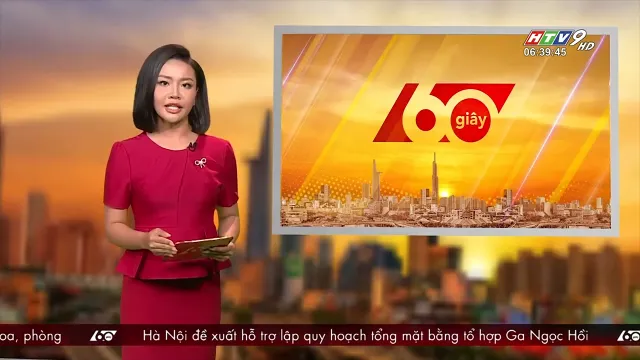 HTV9 HD
06:39:45
60 giây
oa, phòng 60 Hà Nội đề xuất hỗ trợ lập quy hoạch tổng mặt bằng tổ hợp Ga Ngọc Hồi 60